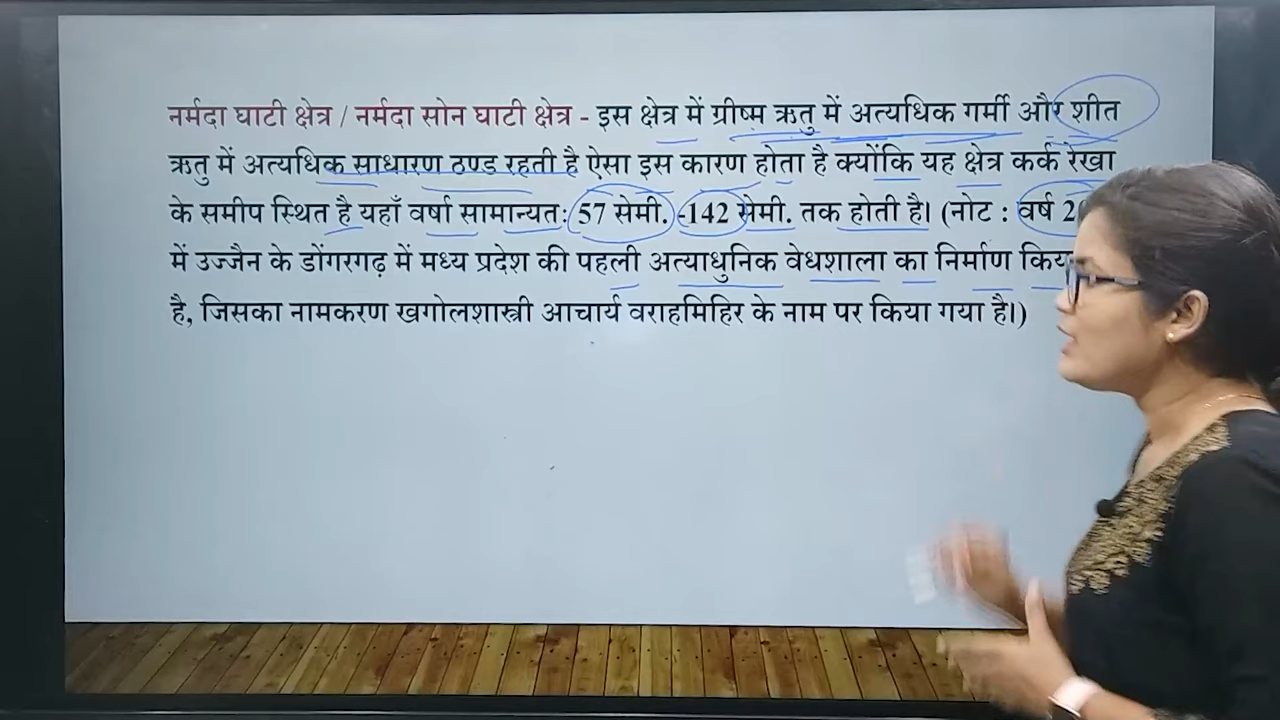 नर्मदा घाटी क्षेत्र / नर्मदा सोन घाटी क्षेत्र - इस क्षेत्र में ग्रीष्म ऋतु में अत्यधिक गर्मी और शीत
ऋतु में अत्यधिक साधारण ठण्ड रहती है ऐसा इस कारण होता है क्योंकि यह क्षेत्र कर्क रेखा
के समीप स्थित है यहाँ वर्षा सामान्यतः 57 सेमी. -142 सेमी. तक होती है। (नोट : वर्ष
में उज्जैन के डोंगरगढ़ में मध्य प्रदेश की पहली अत्याधुनिक वेधशाला का निर्माण
है, जिसका नामकरण खगोलशास्त्री आचार्य वराहमिहिर के नाम पर किया गया है।)